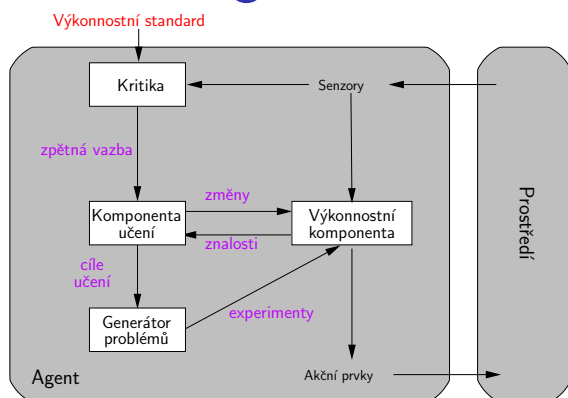 Výkonnostní standard
Kritika
Senzory
zpětná vazba
Komponenta
učení
změny
znalosti
Výkonnostní
komponenta
Prostředí
cíle
učení
Generátor
problémů
experimenty
Agent
Akční prvky